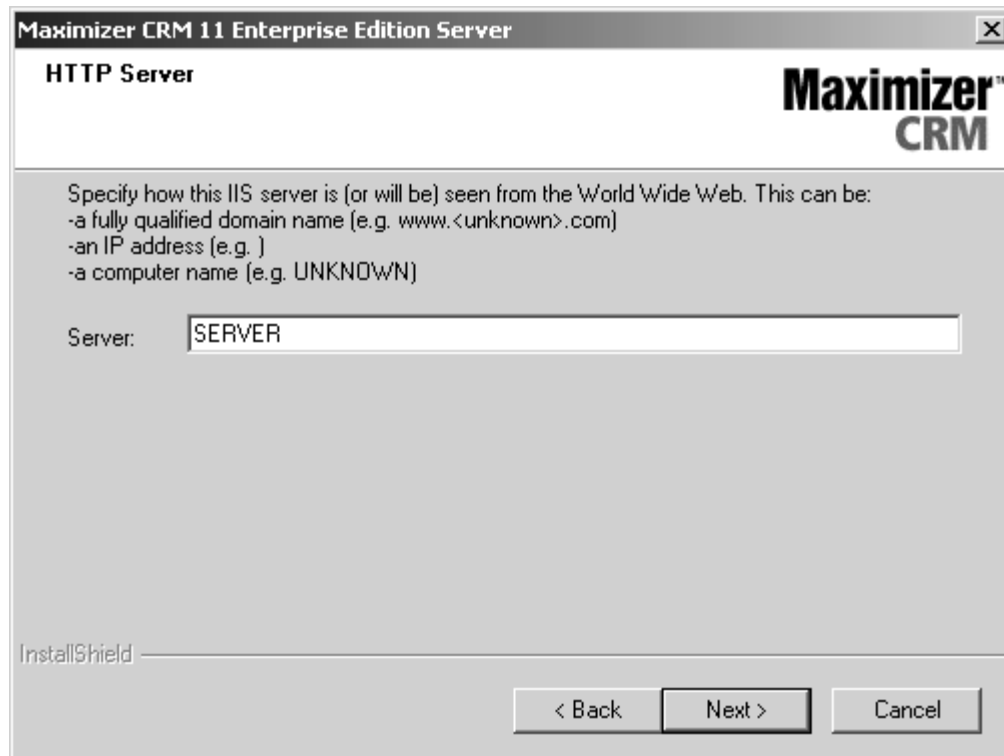 Maximizer CRM 11 Enterprise Edition Server
HTTP Server
Maximizer™
CRM
Specify how this IIS server is (or will be) seen from the World Wide Web. This can be:
-a fully qualified domain name (e.g. www.<unknown>.com)
-an IP address (e.g. )
-a computer name (e.g. UNKNOWN)
Server: SERVER
InstallShield
< Back Next > Cancel